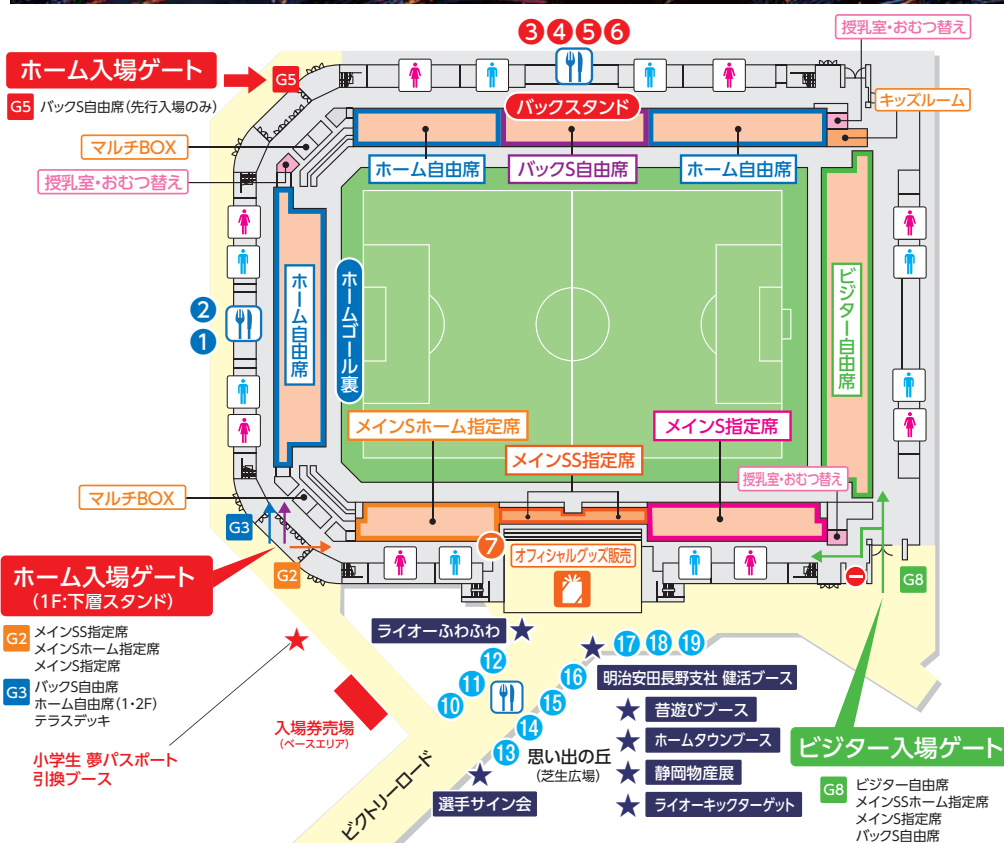 ❸❹❺❻
授乳室・おむつ替え
ホーム入場ゲート
G5
G5 バックS自由席(先行入場のみ)
バックスタンド
キッズルーム
マルチBOX
授乳室・おむつ替え
ホーム自由席
バックS自由席
ホーム自由席
❷
❶
ホーム自由席
ホームゴール裏
ビジター自由席
メインSホーム指定席
メインS指定席
メインSS指定席
マルチBOX
授乳室・おむつ替え
G3
G2
❼
オフィシャルグッズ販売
G8
ホーム入場ゲート
(1F:下層スタンド)
G2 メインSS指定席
メインSホーム指定席
メインS指定席
G3 バックS自由席
ホーム自由席(1・2F)
テラスデッキ
小学生 夢パスポート
引換ブース
入場券売場
(ベースエリア)
ライオーふわふわ
⑫
⑪
⑩
⑰ ⑱ ⑲
⑯
⑮
⑭
⑬
明治安田長野支社 健活ブース
昔遊びブース
ホームタウンブース
静岡物産展
ライオーキックターゲット
思い出の丘
(芝生広場)
選手サイン会
ビクトリーロード
ビジター入場ゲート
G8 ビジター自由席
メインSSホーム指定席
メインS指定席
バックS自由席